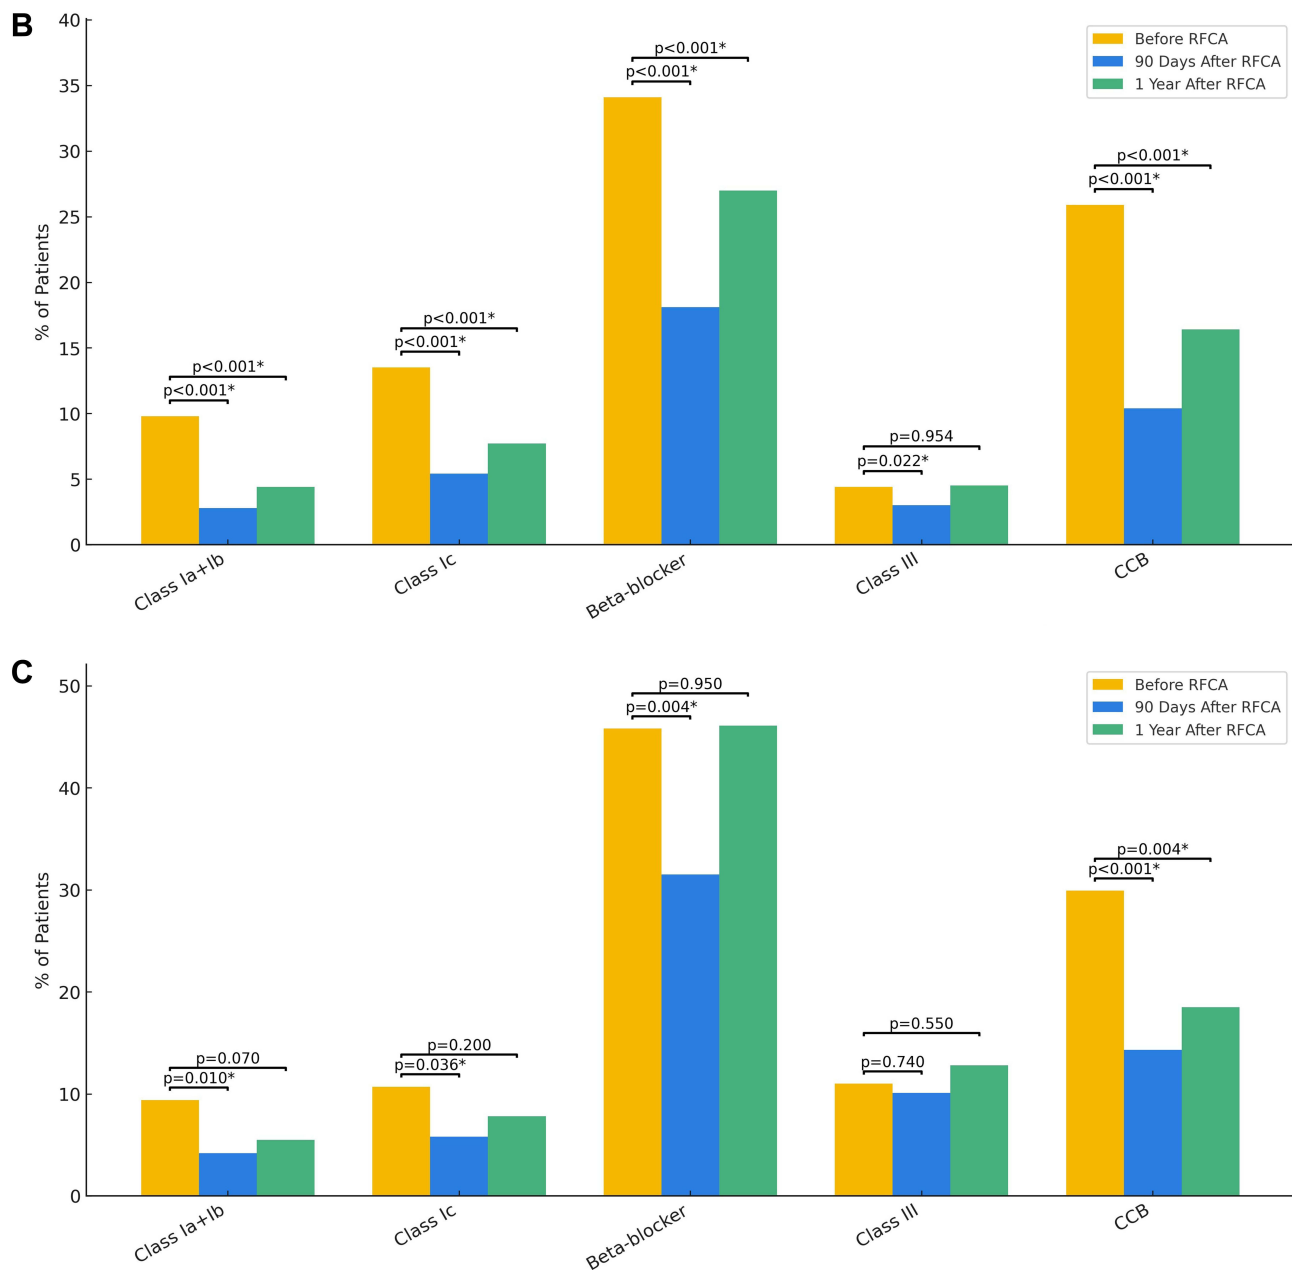 B
40
35
30
25
20
15
10
5
0
% of Patients
Before RFCA
90 Days After RFCA
1 Year After RFCA
p<0.001*
p<0.001*
p<0.001*
p<0.001*
p<0.001*
p<0.001*
p=0.954
p=0.022*
p<0.001*
p<0.001*
Class Ia+Ib
Class Ic
Beta-blocker
Class III
CCB
C
50
40
30
20
10
0
% of Patients
Before RFCA
90 Days After RFCA
1 Year After RFCA
p=0.070
p=0.010*
p=0.200
p=0.036*
p=0.950
p=0.004*
p=0.550
p=0.740
p=0.004*
p<0.001*
Class Ia+Ib
Class Ic
Beta-blocker
Class III
CCB